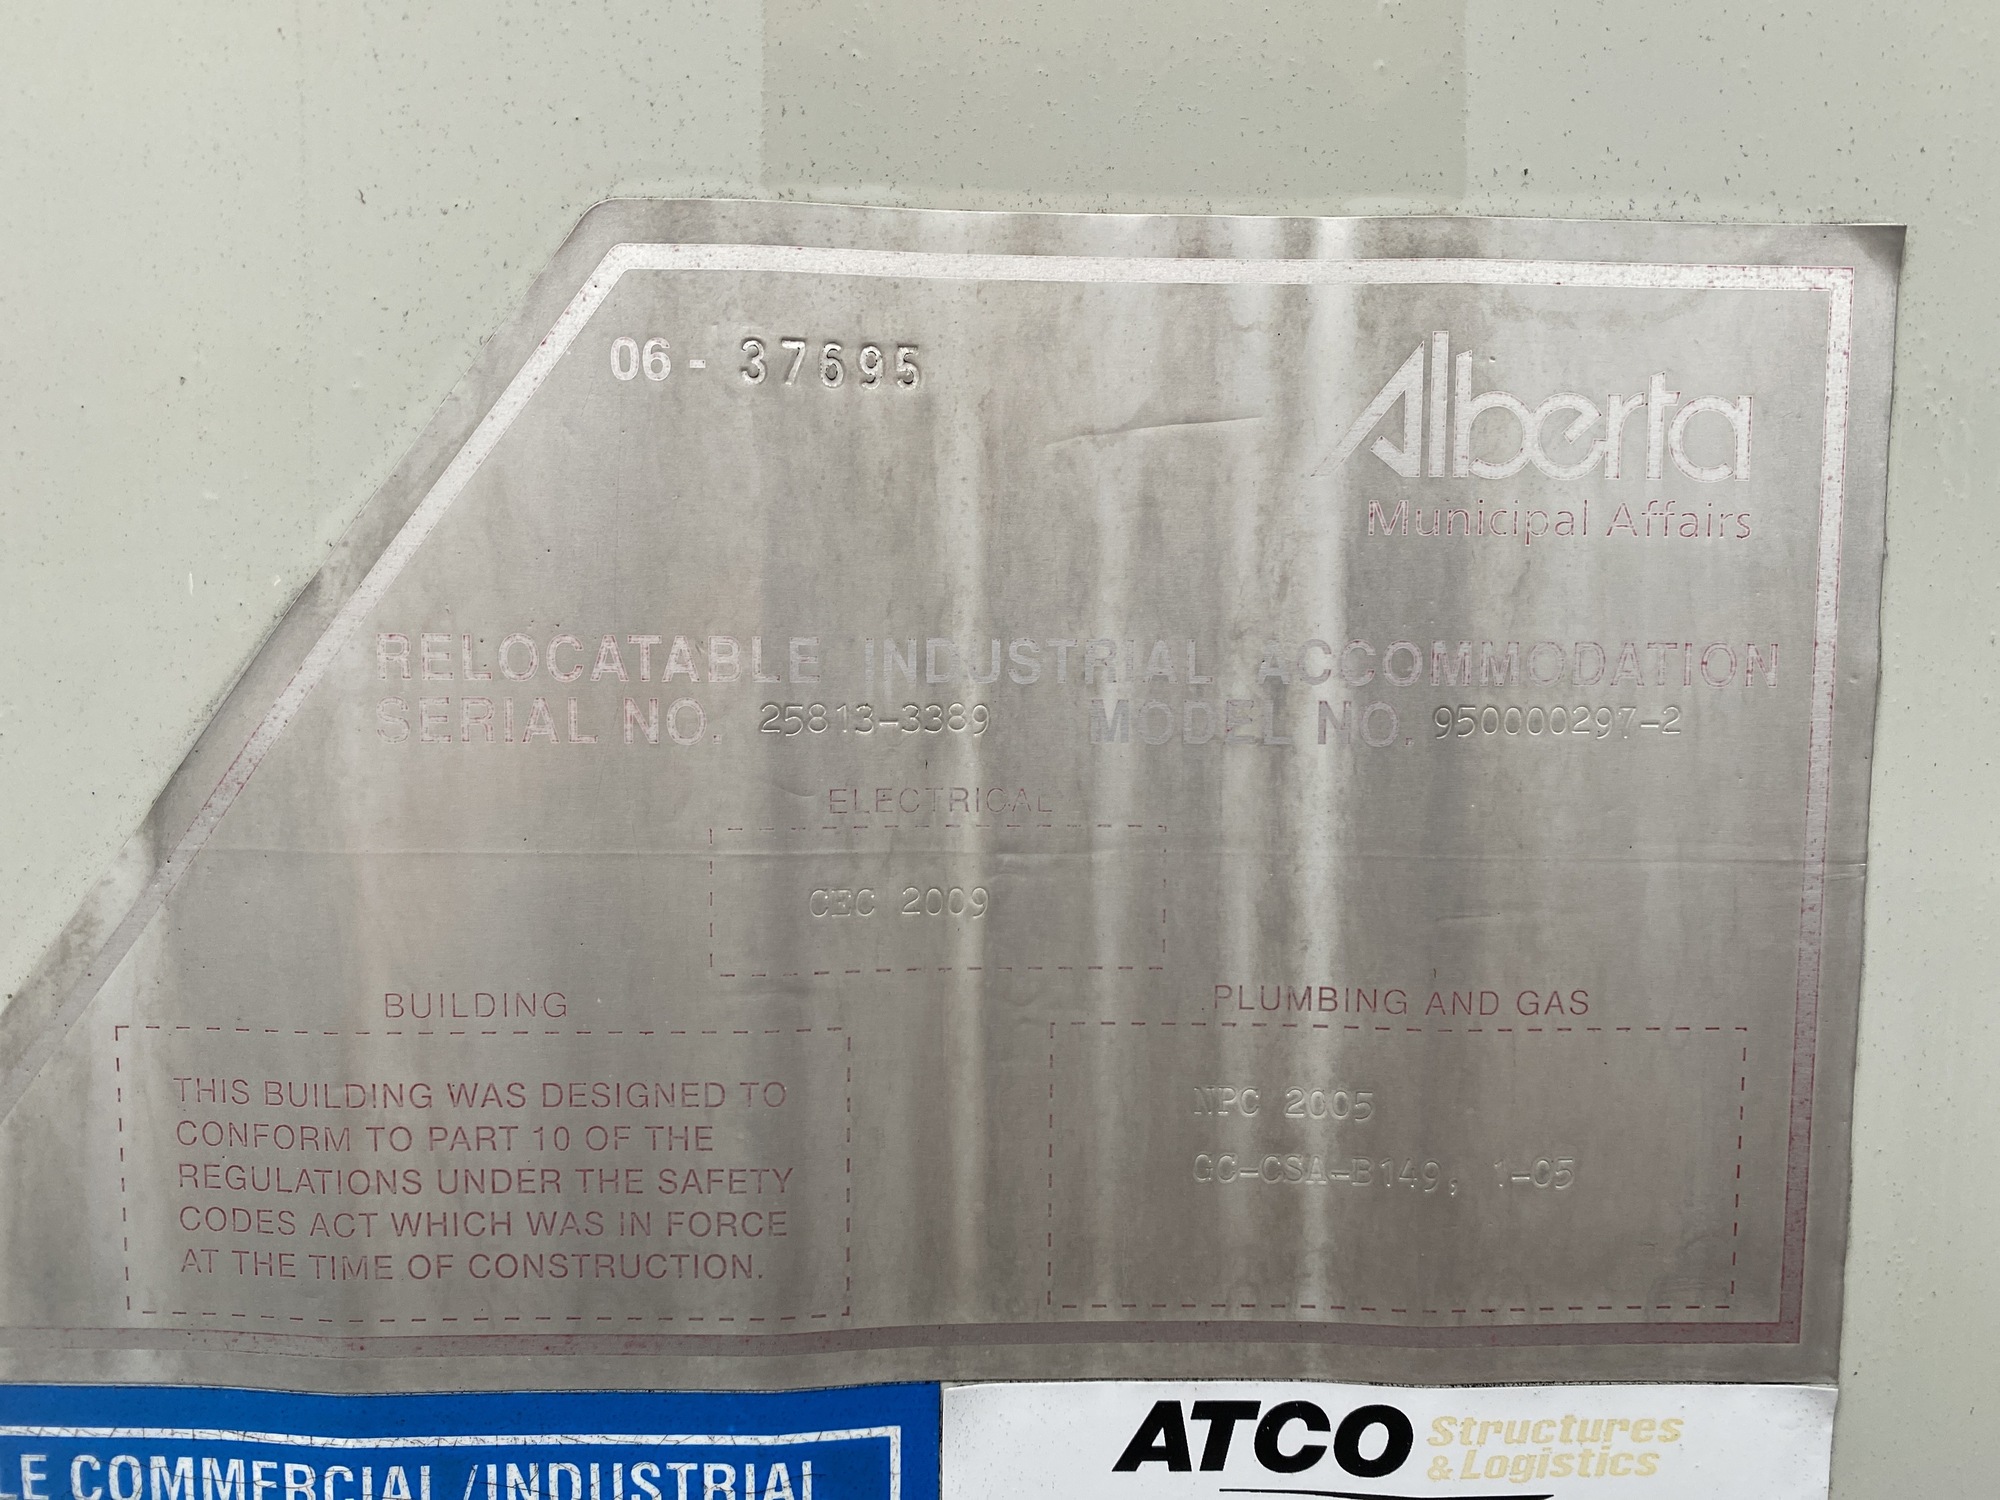 06 - 37695
Alberta
Municipal Affairs
RELOCATABLE INDUSTRIAL ACCOMMODATION
SERIAL NO. 25813-3389 MODEL NO. 950000297-2
ELECTRICAL
CEC 2009
BUILDING
THIS BUILDING WAS DESIGNED TO
CONFORM TO PART 10 OF THE
REGULATIONS UNDER THE SAFETY
CODES ACT WHICH WAS IN FORCE
AT THE TIME OF CONSTRUCTION.
PLUMBING AND GAS
NPC 2005
GC-CSA-B149, 1-05
LE COMMERCIAL/INDUSTRIAL
ATCO Structures
& Logistics